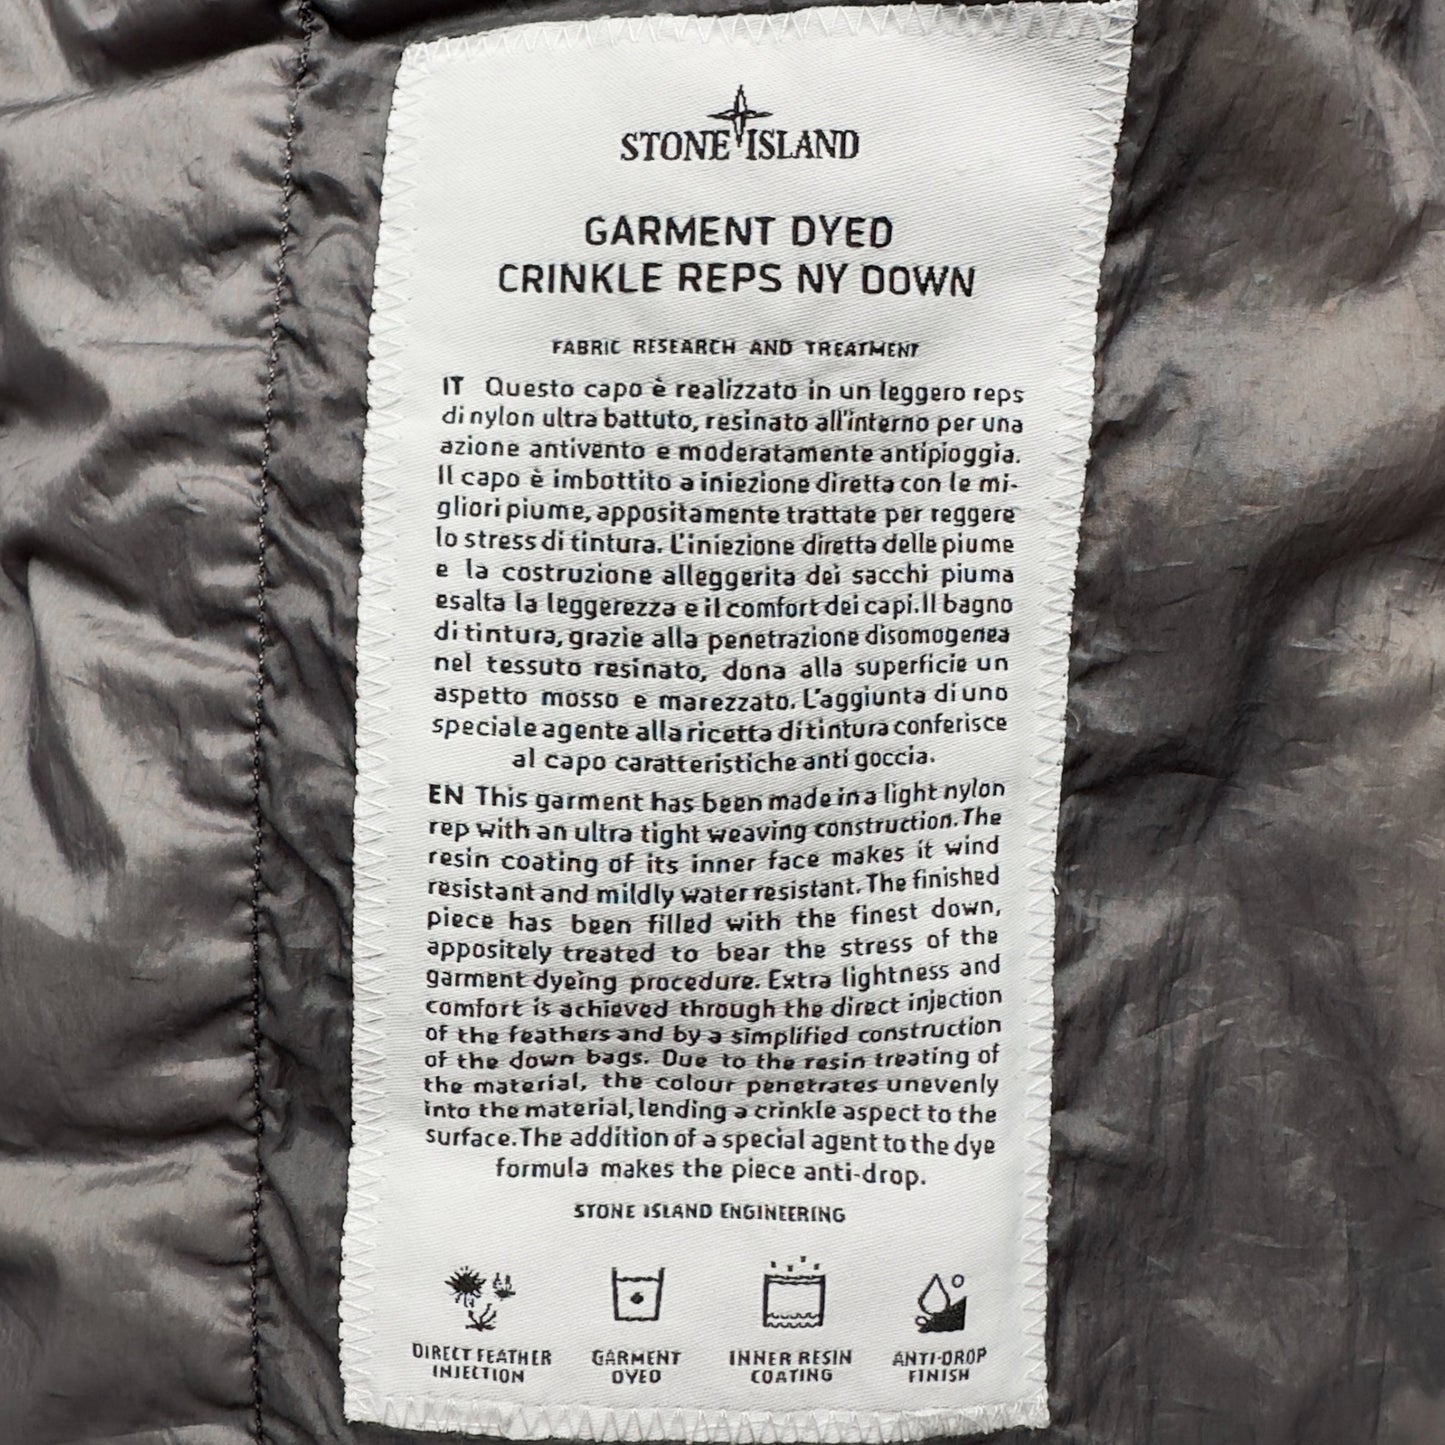 STONE ISLAND
GARMENT DYED
CRINKLE REPS NY DOWN
FABRIC RESEARCH AND TREATMENT
IT Questo capo è realizzato in un leggero reps
di nylon ultra battuto, resinato all'interno per una
azione antivento e moderatamente antipioggia.
Il capo è imbottito a iniezione diretta con le mi-
gliori piume, appositamente trattate per reggere
lo stress di tintura. L'iniezione diretta delle piume
e la costruzione alleggerita dei sacchi piuma
esalta la leggerezza e il comfort dei capi. Il bagno
di tintura, grazie alla penetrazione disomogenea
nel tessuto resinato, dona alla superficie un
aspetto mosso e marezzato. L'aggiunta di uno
speciale agente alla ricetta di tintura conferisce
al capo caratteristiche anti goccia.
EN This garment has been made in a light nylon
rep with an ultra tight weaving construction. The
resin coating of its inner face makes it wind
resistant and mildly water resistant. The finished
piece has been filled with the finest down,
appositely treated to bear the stress of the
garment dyeing procedure. Extra lightness and
comfort is achieved through the direct injection
of the feathers and by a simplified construction
of the down bags. Due to the resin treating of
the material, the colour penetrates unevenly
into the material, lending a crinkle aspect to the
surface. The addition of a special agent to the dye
formula makes the piece anti-drop.
STONE ISLAND ENGINEERING
DIRECT FEATHER INJECTION
GARMENT DYED
INNER RESIN COATING
ANTI-DROP FINISH